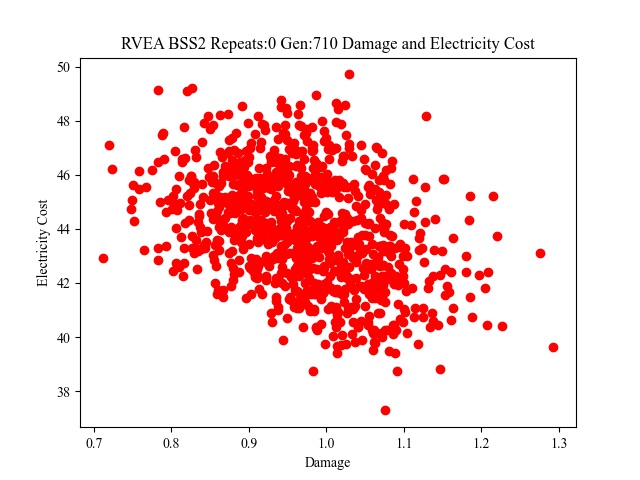 RVEA BSS2 Repeats:0 Gen:710 Damage and Electricity Cost
50
48
46
44
42
40
38
Electricity Cost
0.7 0.8 0.9 1.0 1.1 1.2 1.3
Damage